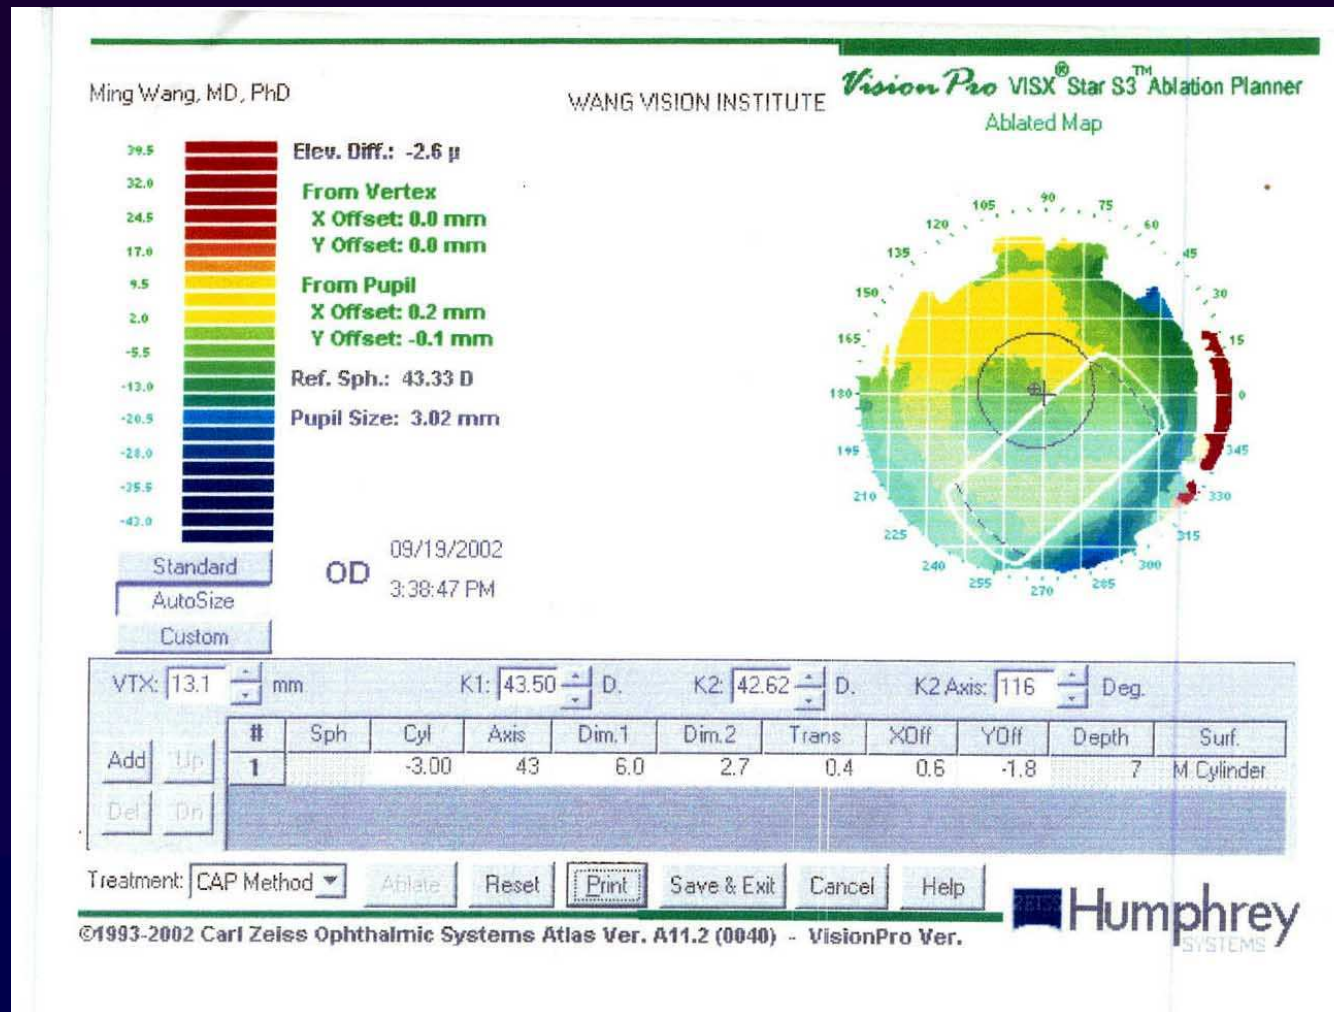 Ming Wang, MD, PhD
WANG VISION INSTITUTE
Vision Pro VISX® Star S3™ Ablation Planner
Ablated Map
39.5
32.0
24.5
17.0
9.5
2.0
-5.5
-13.0
-20.5
-28.0
-35.5
-43.0
Elev. Diff.: -2.6 µ
From Vertex
X Offset: 0.0 mm
Y Offset: 0.0 mm
From Pupil
X Offset: 0.2 mm
Y Offset: -0.1 mm
Ref. Sph.: 43.33 D
Pupil Size: 3.02 mm
OD
09/19/2002
3:38:47 PM
105 90 75
120 60
135 45
150 30
165 15
180 0
195 345
210 330
225 315
240 300
255 270 285
Standard
AutoSize
Custom
VTX: 13.1 mm K1: 43.50 D. K2: 42.62 D. K2 Axis: 116 Deg.
# Sph Cyl Axis Dim.1 Dim.2 Trans XOff YOff Depth Surf.
1 -3.00 43 6.0 2.7 0.4 0.6 -1.8 7 M Cylinder
Add Up
Del Dn
Treatment: CAP Method Ablate Reset Print Save & Exit Cancel Help
©1993-2002 Carl Zeiss Ophthalmic Systems Atlas Ver. A11.2 (0040) - VisionPro Ver.
ZEISS Humphrey
SYSTEMS